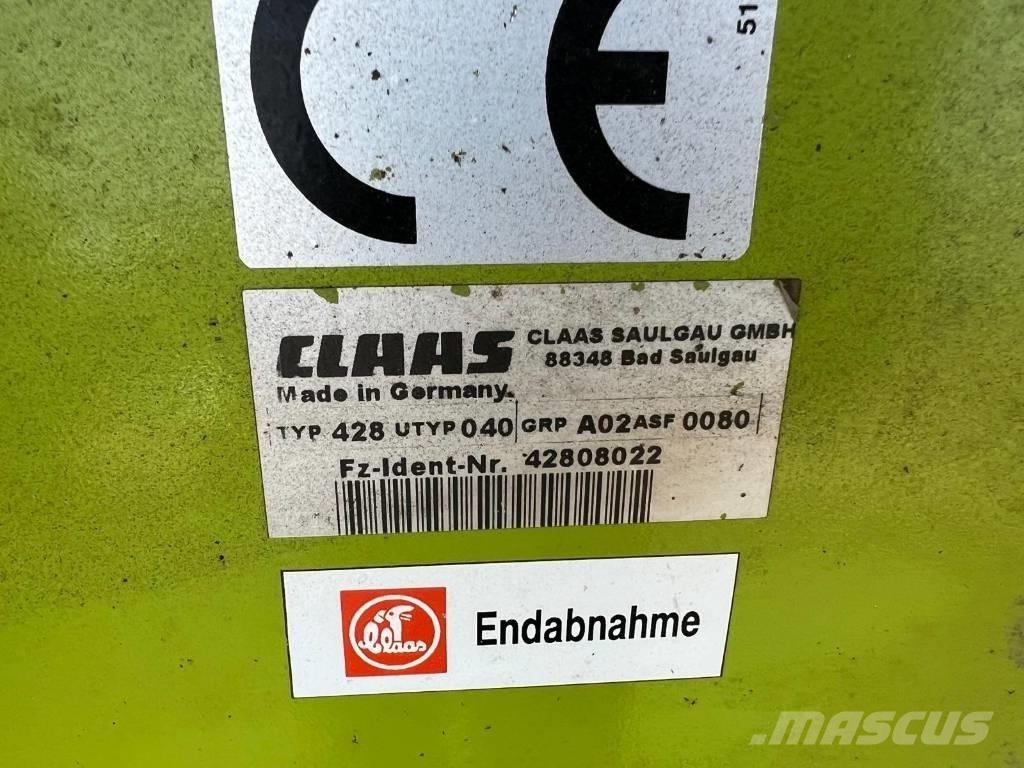 CE
51
CLAAS
CLAAS SAULGAU GMBH
88348 Bad Saulgau
Made in Germany.
TYP 428 UTYP 040 GRP A02 ASF 0080
Fz-Ident-Nr. 42808022
Claas
Endabnahme
MASCUS